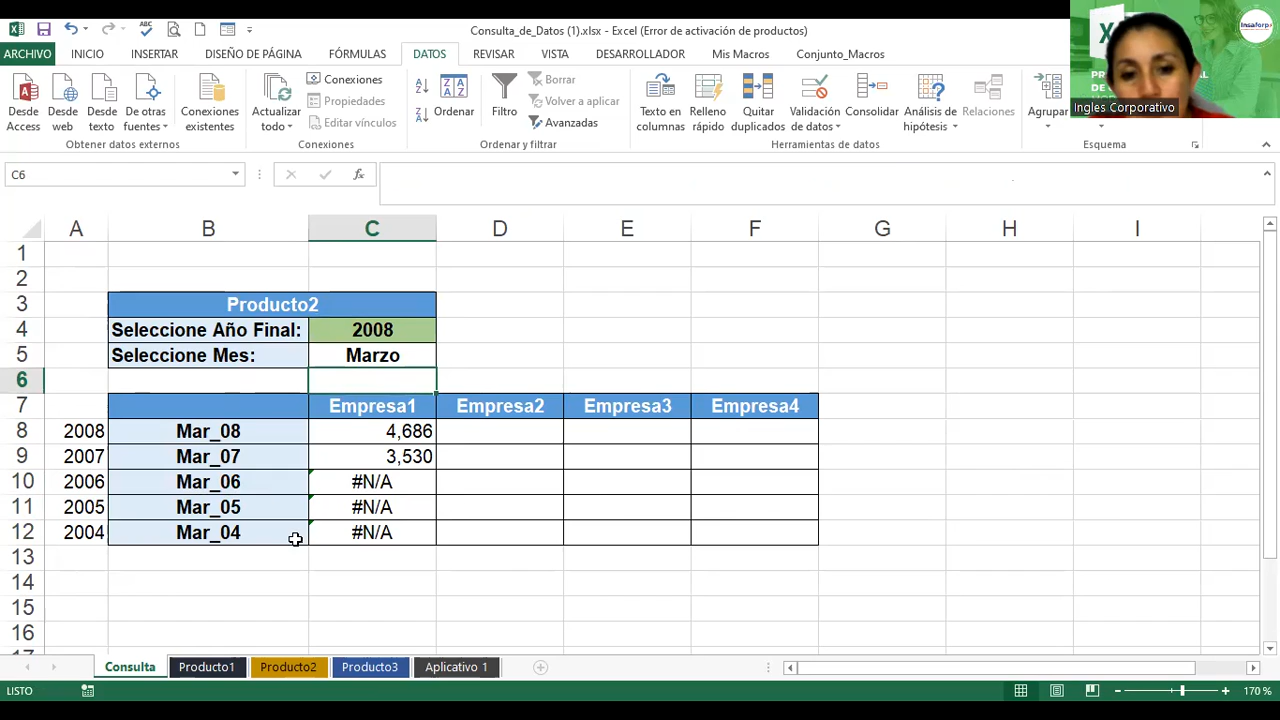 Consulta_de_Datos (1).xlsx - Excel (Error de activación de productos)
ARCHIVO INICIO INSERTAR DISEÑO DE PÁGINA FÓRMULAS DATOS REVISAR VISTA DESARROLLADOR Mis Macros Conjunto_Macros
Desde Access
Desde web
Desde texto
De otras fuentes
Conexiones existentes
Obtener datos externos
Actualizar todo
Conexiones
Propiedades
Editar vínculos
Conexiones
Ordenar
Filtro
Borrar
Volver a aplicar
Avanzadas
Ordenar y filtrar
Texto en columnas
Relleno rápido
Quitar duplicados
Validación de datos
Consolidar
Análisis de hipótesis
Relaciones
Herramientas de datos
Agrupar
Esquema
Ingles Corporativo
Insaforp
C6 fx
A B C D E F G H I
1
2
3 Producto2
4 Seleccione Año Final: 2008
5 Seleccione Mes: Marzo
6
7 Empresa1 Empresa2 Empresa3 Empresa4
8 2008 Mar_08 4,686
9 2007 Mar_07 3,530
10 2006 Mar_06 #N/A
11 2005 Mar_05 #N/A
12 2004 Mar_04 #N/A
13
14
15
16
17
Consulta Producto1 Producto2 Producto3 Aplicativo 1
LISTO 170 %